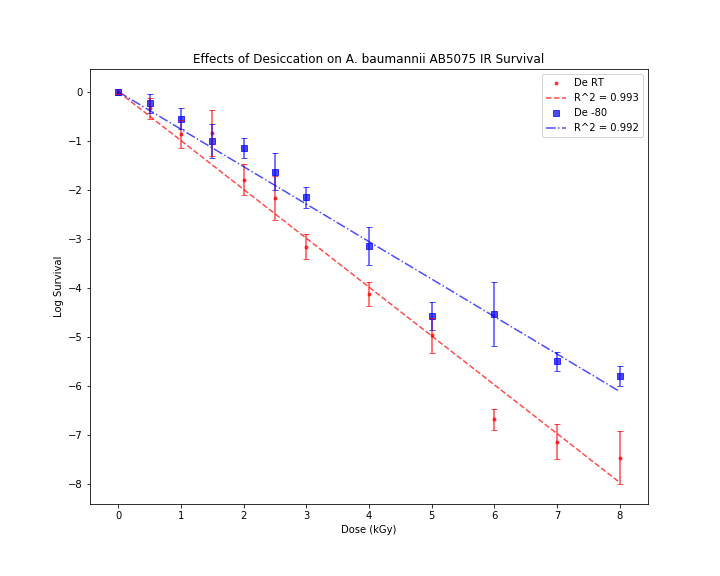 Effects of Desiccation on A. baumannii AB5075 IR Survival
De RT
R^2 = 0.993
De -80
R^2 = 0.992
Log Survival
0
−1
−2
−3
−4
−5
−6
−7
−8
0 1 2 3 4 5 6 7 8
Dose (kGy)